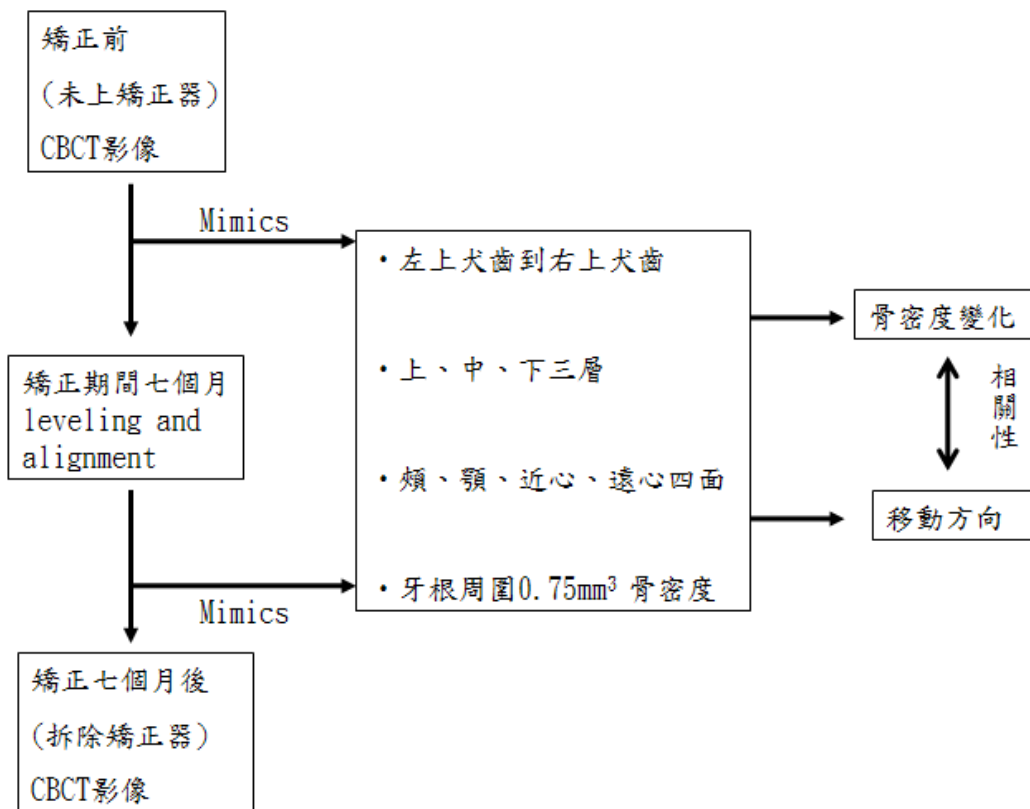 矯正前
(未上矯正器)
CBCT影像
Mimics
・左上犬齒到右上犬齒
・上、中、下三層
・頰、顎、近心、遠心四面
・牙根周圍0.75mm³ 骨密度
骨密度變化
相關性
移動方向
矯正期間七個月
leveling and
alignment
Mimics
矯正七個月後
(拆除矯正器)
CBCT影像